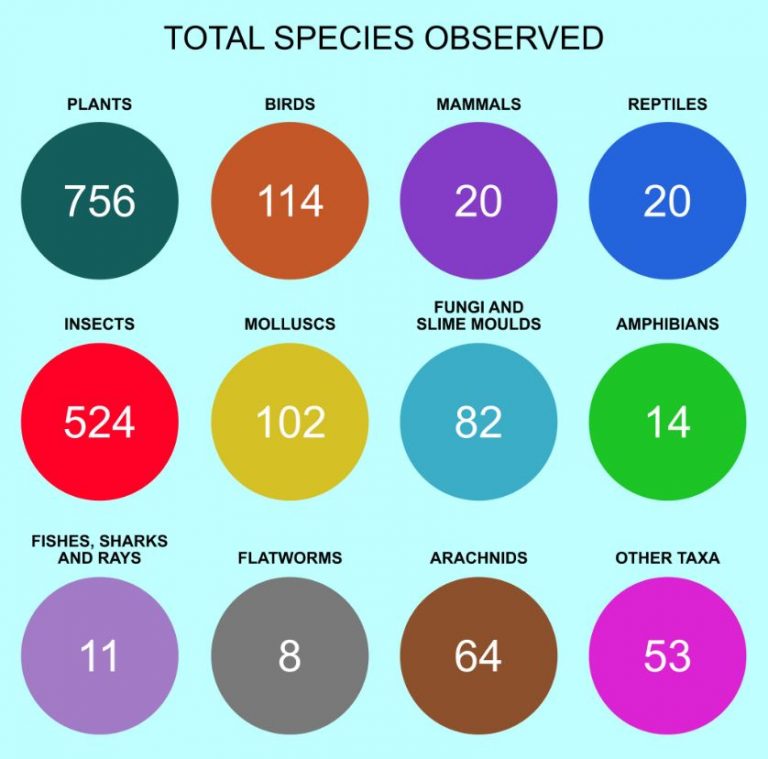 TOTAL SPECIES OBSERVED
PLANTS
756
BIRDS
114
MAMMALS
20
REPTILES
20
INSECTS
524
MOLLUSCS
102
FUNGI AND
SLIME MOULDS
82
AMPHIBIANS
14
FISHES, SHARKS
AND RAYS
11
FLATWORMS
8
ARACHNIDS
64
OTHER TAXA
53